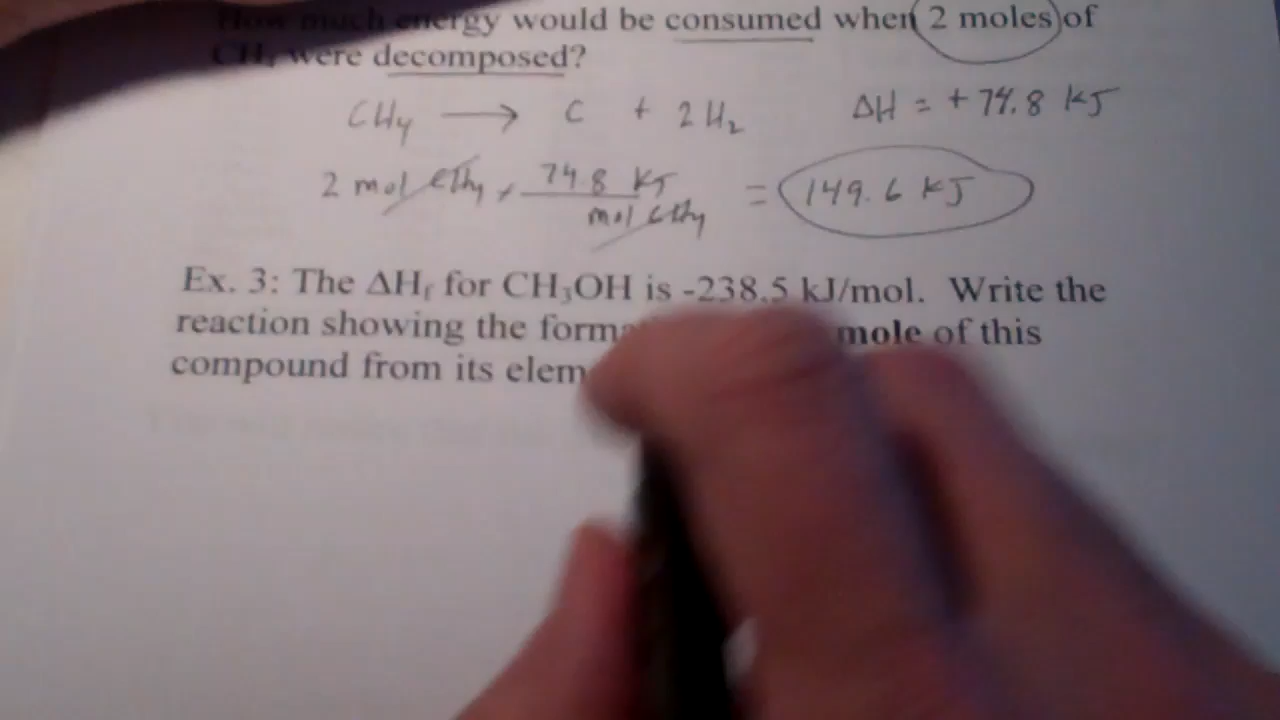 How much energy would be consumed when 2 moles of
CH₄ were decomposed?
CH₄ ⟶ C + 2H₂ ΔH = +74.8 KJ
2 mol CH₄ × 74.8 KJ / mol CH₄ = 149.6 KJ
Ex. 3: The ΔHf for CH₃OH is -238.5 kJ/mol. Write the
reaction showing the mole of this
compound from its